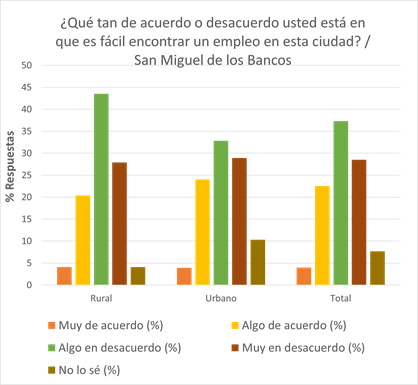 ¿Qué tan de acuerdo o desacuerdo usted está en
que es fácil encontrar un empleo en esta ciudad? /
San Miguel de los Bancos
% Respuestas
50
45
40
35
30
25
20
15
10
5
0
Rural
Urbano
Total
Muy de acuerdo (%)
Algo de acuerdo (%)
Algo en desacuerdo (%)
Muy en desacuerdo (%)
No lo sé (%)